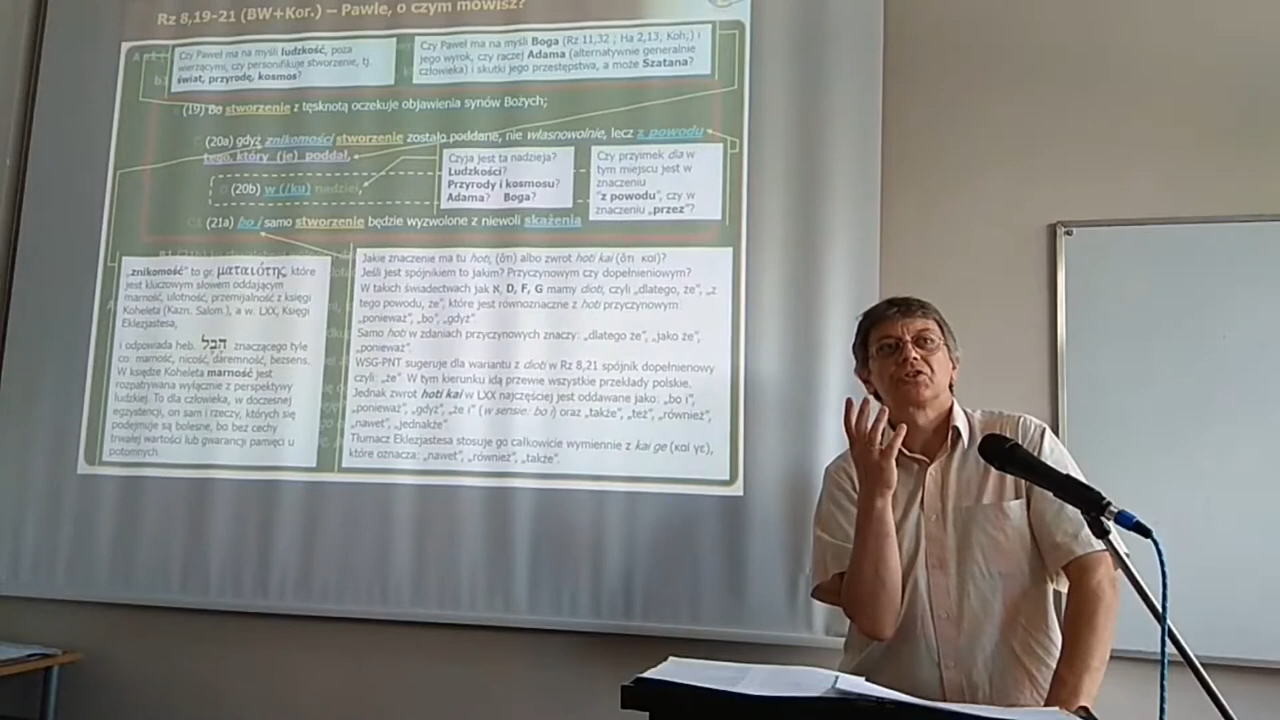 Rz 8,19-21 (BW+Kor.) – Pawle, o czym mówisz?
Czy Paweł ma na myśli ludzkość, poza
wierzącymi, czy personifikuje stworzenie, tj.
świat, przyrodę, kosmos?
Czy Paweł ma na myśli Boga (Rz 11,32 ; Ha 2,13; Koh;) i
jego wyrok, czy raczej Adama (alternatywnie generalnie
człowieka) i skutki jego przestępstwa, a może Szatana?
(19) Bo stworzenie z tęsknotą oczekuje objawienia synów Bożych;
(20a) gdyż znikomości stworzenie zostało poddane, nie własnowolnie, lecz z powodu
tego, który (je) poddał,
(20b) w (/ku) nadziei,
Czyja jest ta nadzieja?
Ludzkości?
Przyrody i kosmosu?
Adama? Boga?
Czy przyimek dia w
tym miejscu jest w
znaczeniu
"z powodu", czy w
znaczeniu „przez"?
(21a) bo i samo stworzenie będzie wyzwolone z niewoli skażenia
„znikomość" to gr. ματαιότης, które
jest kluczowym słowem oddającym
marność, ulotność, przemijalność z księgi
Koheleta (Kazn. Salom.), a w. LXX, Księgi
Eklezjastesa,
i odpowiada heb. הבל znaczącego tyle
co: marność, nicość, daremność, bezsens.
W księdze Koheleta marność jest
rozpatrywana wyłącznie z perspektywy
ludzkiej. To dla człowieka, w doczesnej
egzystencji, on sam i rzeczy, których się
podejmuje są bolesne, bo bez cechy
trwałej wartości lub gwarancji pamięci u
potomnych.
Jakie znaczenie ma tu hoti, (ὅτι) albo zwrot hoti kai (ὅτι καὶ)?
Jeśli jest spójnikiem to jakim? Przyczynowym czy dopełnieniowym?
W takich świadectwach jak א, D, F, G mamy dioti, czyli „dlatego, że", „z
tego powodu, że", które jest równoznaczne z hoti przyczynowym:
„ponieważ", „bo", „gdyż".
Samo hoti w zdaniach przyczynowych znaczy: „dlatego że", „jako że",
„ponieważ".
WSG-PNT sugeruje dla wariantu z dioti w Rz 8,21 spójnik dopełnieniowy
czyli: „że". W tym kierunku idą prawie wszystkie przekłady polskie.
Jednak zwrot hoti kai w LXX najczęściej jest oddawane jako: „bo i",
„ponieważ", „gdyż", „że i" (w sensie: bo i) oraz „także", „też", „również",
„nawet", „jednakże".
Tłumacz Eklezjastesa stosuje go całkowicie wymiennie z kai ge (καί γε),
które oznacza: „nawet", „również", „także".